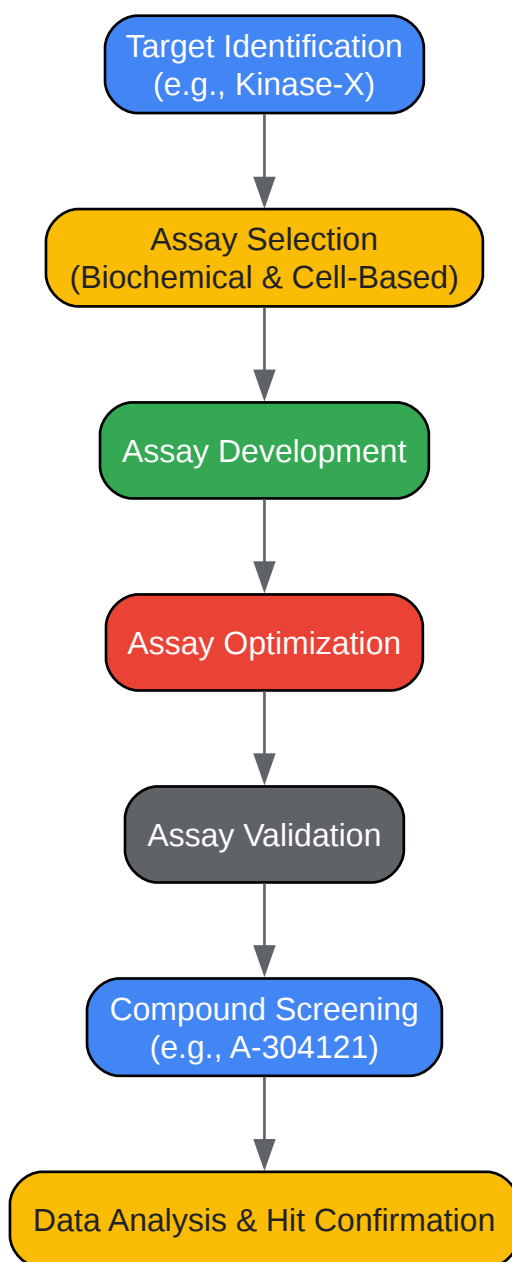 Target Identification
(e.g., Kinase-X)
Assay Selection
(Biochemical & Cell-Based)
Assay Development
Assay Optimization
Assay Validation
Compound Screening
(e.g., A-304121)
Data Analysis & Hit Confirmation